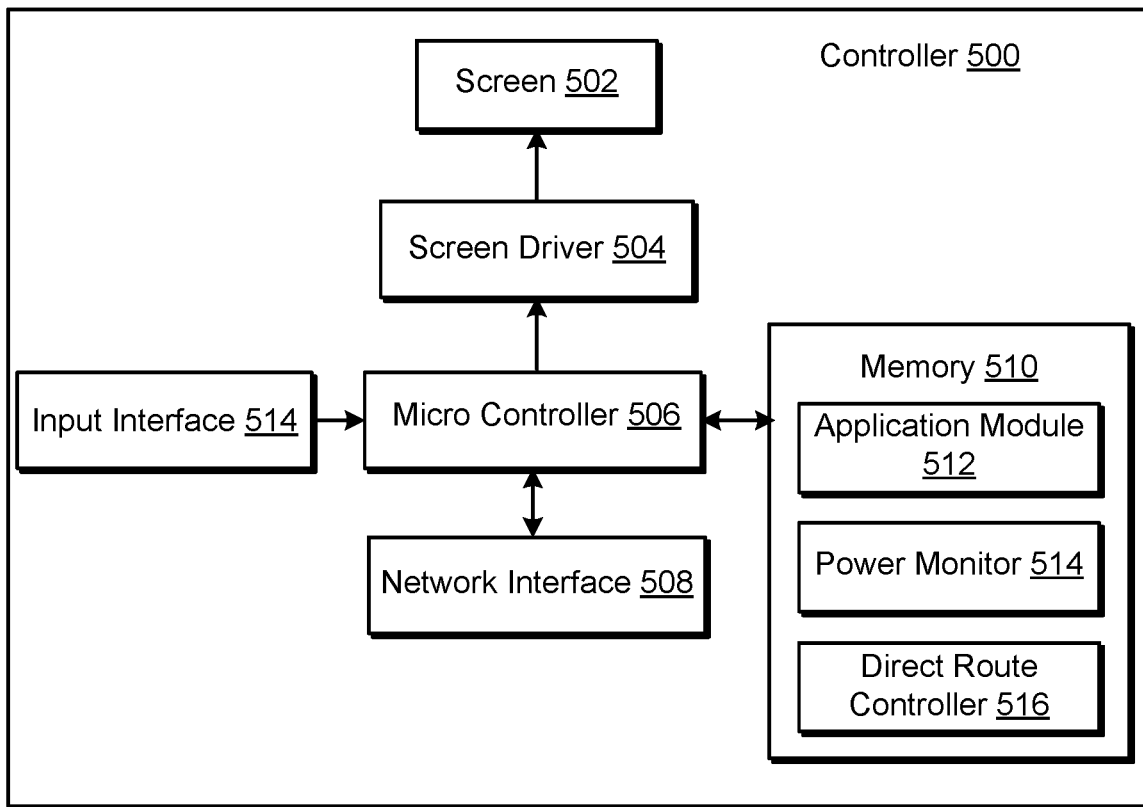 Controller 500
Screen 502
Screen Driver 504
Memory 510
Input Interface 514
Micro Controller 506
Application Module
512
Network Interface 508
Power Monitor 514
Direct Route
Controller 516